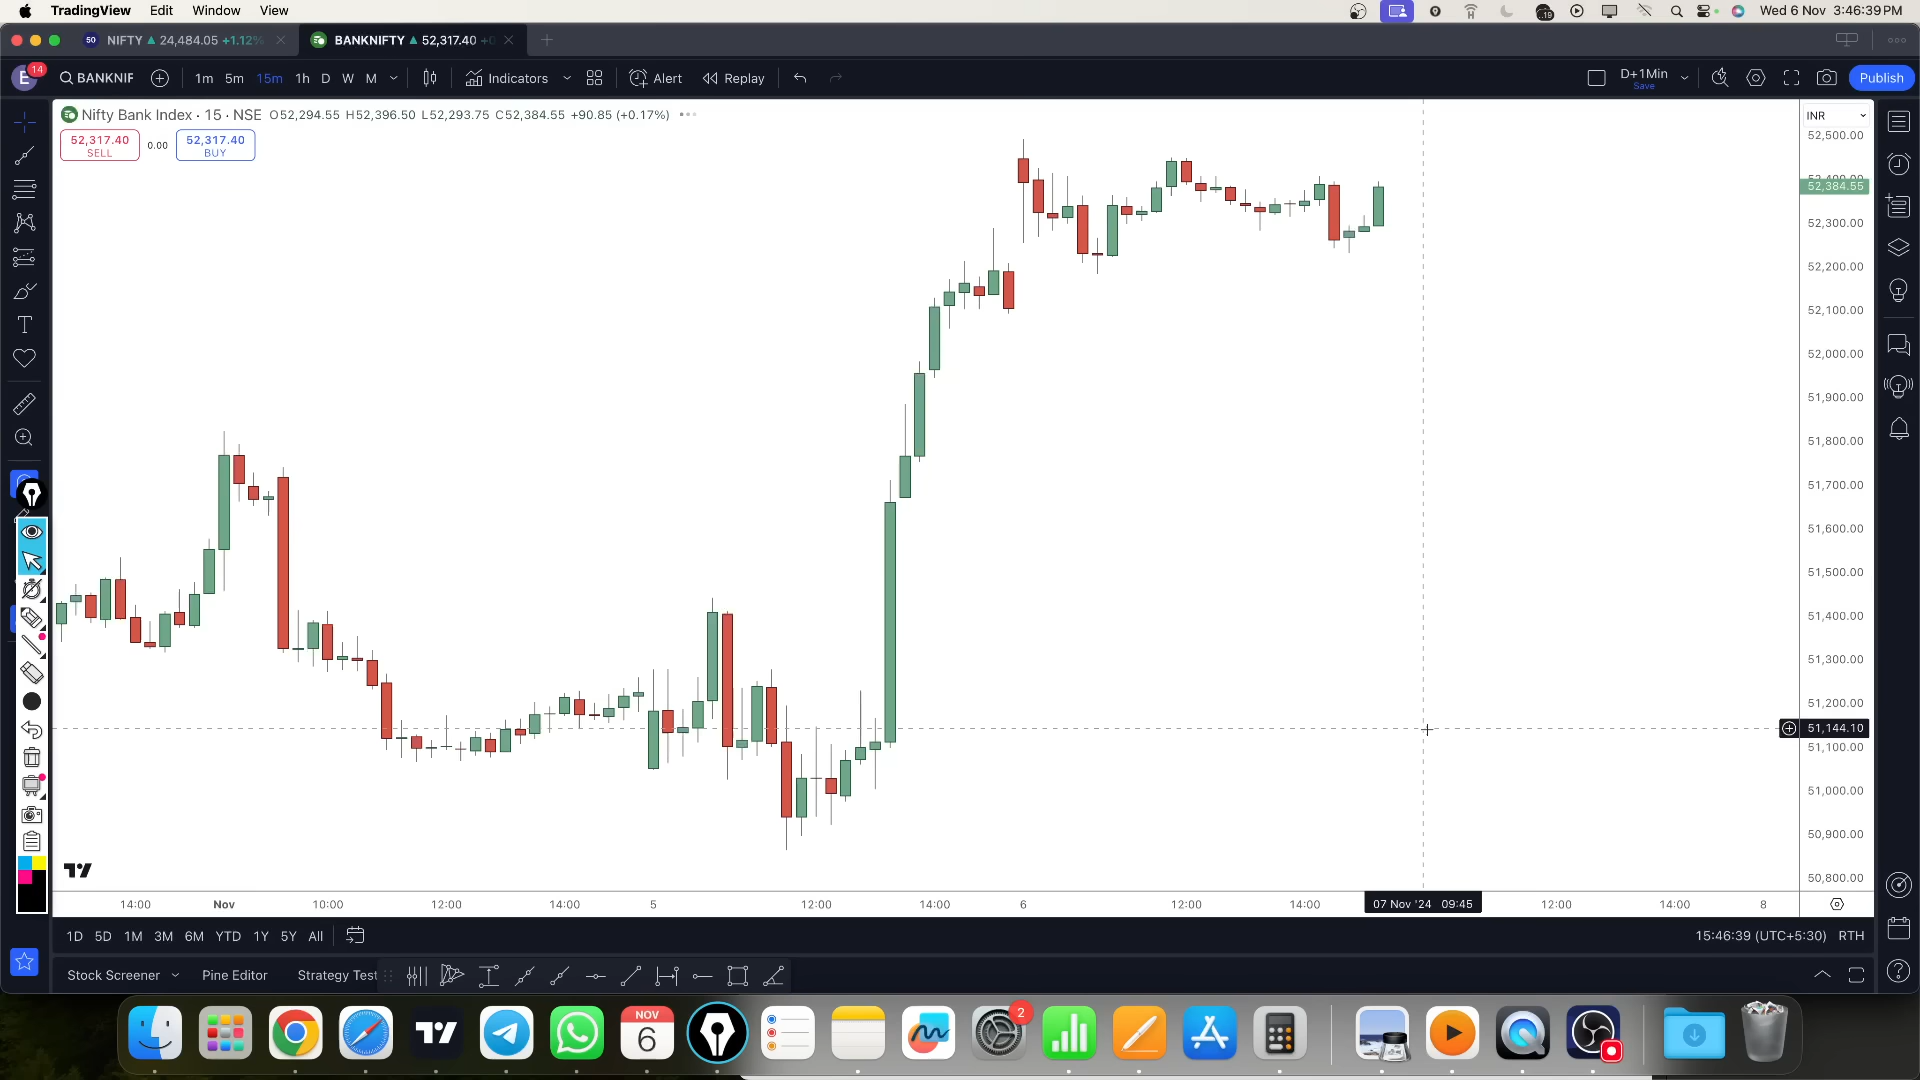 TradingView Edit Window View
19
Wed 6 Nov 3:46:39 PM
50 NIFTY ▲ 24,484.05 +1.12%
BANKNIFTY ▲ 52,317.40
E 14 BANKNIF 1m 5m 15m 1h D W M Indicators Alert Replay D+1Min Save Publish
Nifty Bank Index · 15 · NSE O52,294.55 H52,396.50 L52,293.75 C52,384.55 +90.85 (+0.17%)
INR
52,317.40
SELL
0.00
52,317.40
BUY
52,500.00
52,384.55
52,300.00
52,200.00
52,100.00
52,000.00
51,900.00
51,800.00
51,700.00
51,600.00
51,500.00
51,400.00
51,300.00
51,200.00
51,144.10
51,100.00
51,000.00
50,900.00
50,800.00
14:00 Nov 10:00 12:00 14:00 5 12:00 14:00 6 12:00 14:00 07 Nov '24 09:45 12:00 14:00 8
1D 5D 1M 3M 6M YTD 1Y 5Y All
15:46:39 (UTC+5:30) RTH
Stock Screener Pine Editor Strategy Test
NOV
6
2